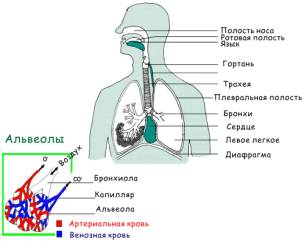 Полость носа
Ротовая полость
Язык
Гортань
Трахея
Плевральная полость
Бронхи
Сердце
Левое легкое
Диафрагма
Альвеолы
Воздух
Бронхиола
Капилляр
Альвеола
Артериальная кровь
Венозная кровь